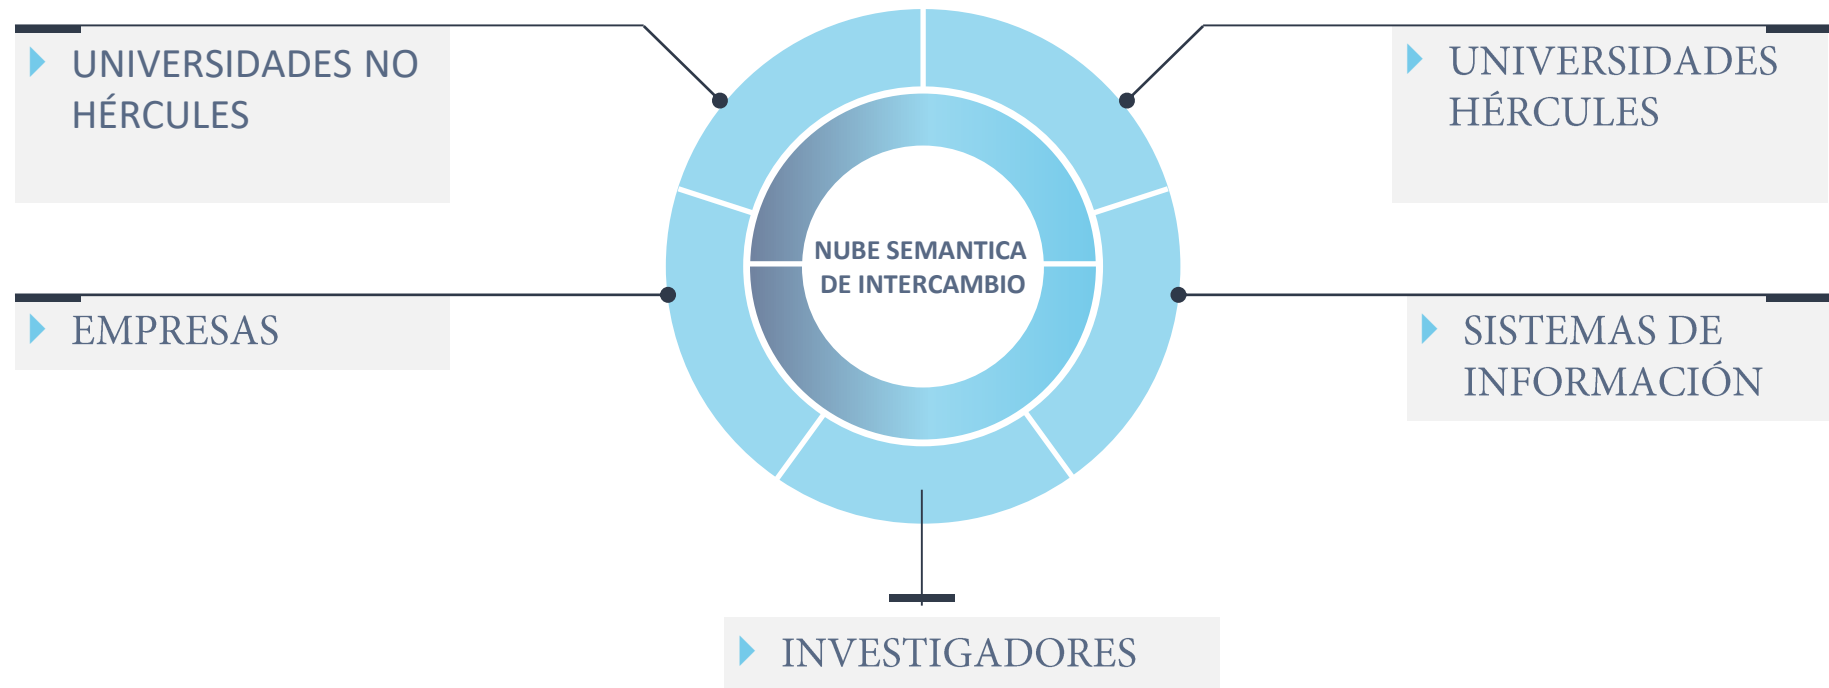 UNIVERSIDADES NO
HÉRCULES
UNIVERSIDADES
HÉRCULES
NUBE SEMANTICA
DE INTERCAMBIO
EMPRESAS
SISTEMAS DE
INFORMACIÓN
INVESTIGADORES